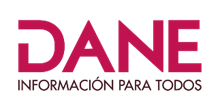 DANE
INFORMACIÓN PARA TODOS